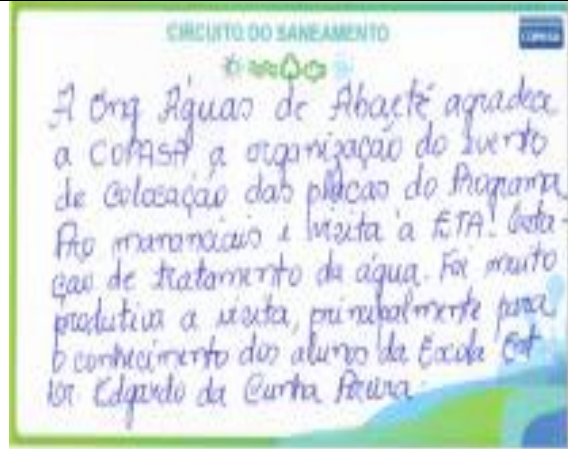 CIRCUITO DO SANEAMENTO
COPASA
A Ong Águas de Abaeté agradece
a COPASA a organização do evento
de colocação das placas do Programa
Pró mananciais e visita à ETA! Esta-
ção de tratamento da água. Foi muito
produtiva a visita, principalmente para
o conhecimento dos alunos da Escola Est
Dr Edgardo da Cunha Pereira.